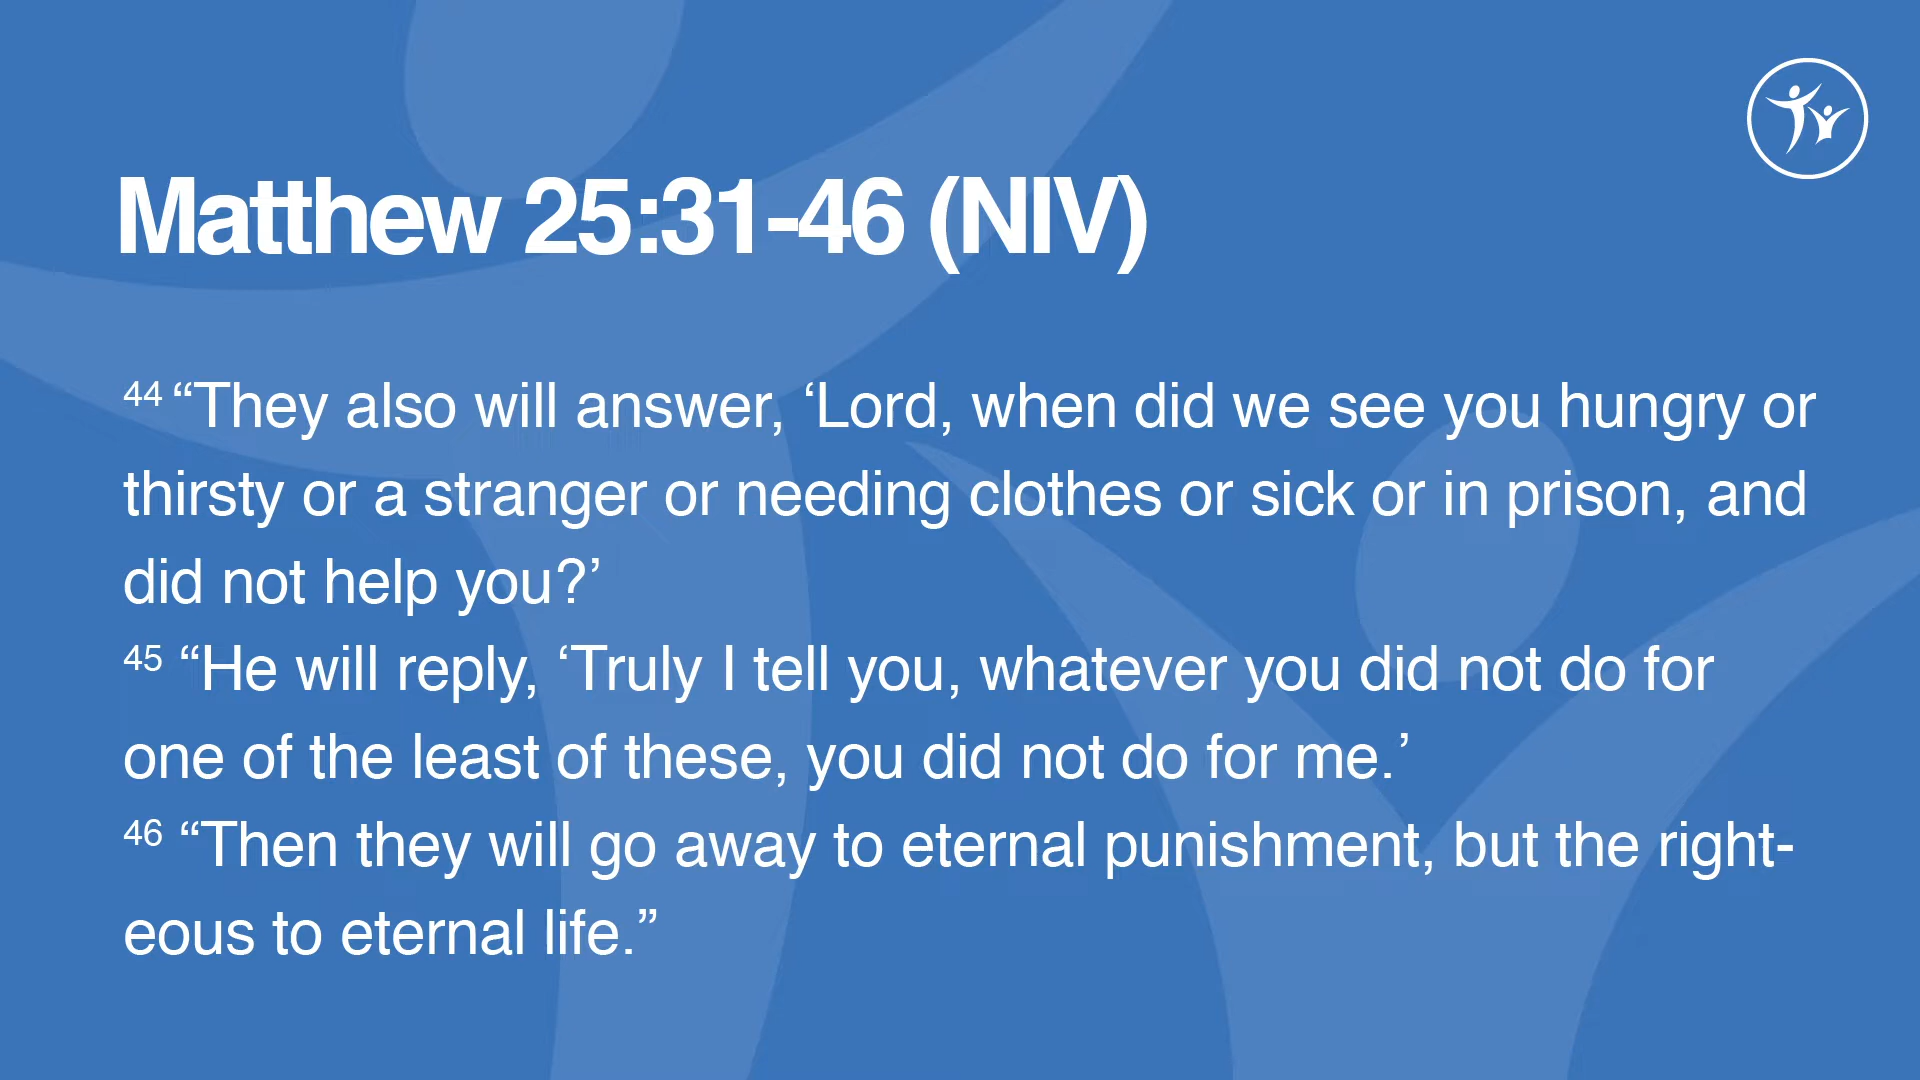 Matthew 25:31-46 (NIV)
44 “They also will answer, ‘Lord, when did we see you hungry or
thirsty or a stranger or needing clothes or sick or in prison, and
did not help you?’
45 “He will reply, ‘Truly I tell you, whatever you did not do for
one of the least of these, you did not do for me.’
46 “Then they will go away to eternal punishment, but the right-
eous to eternal life.”